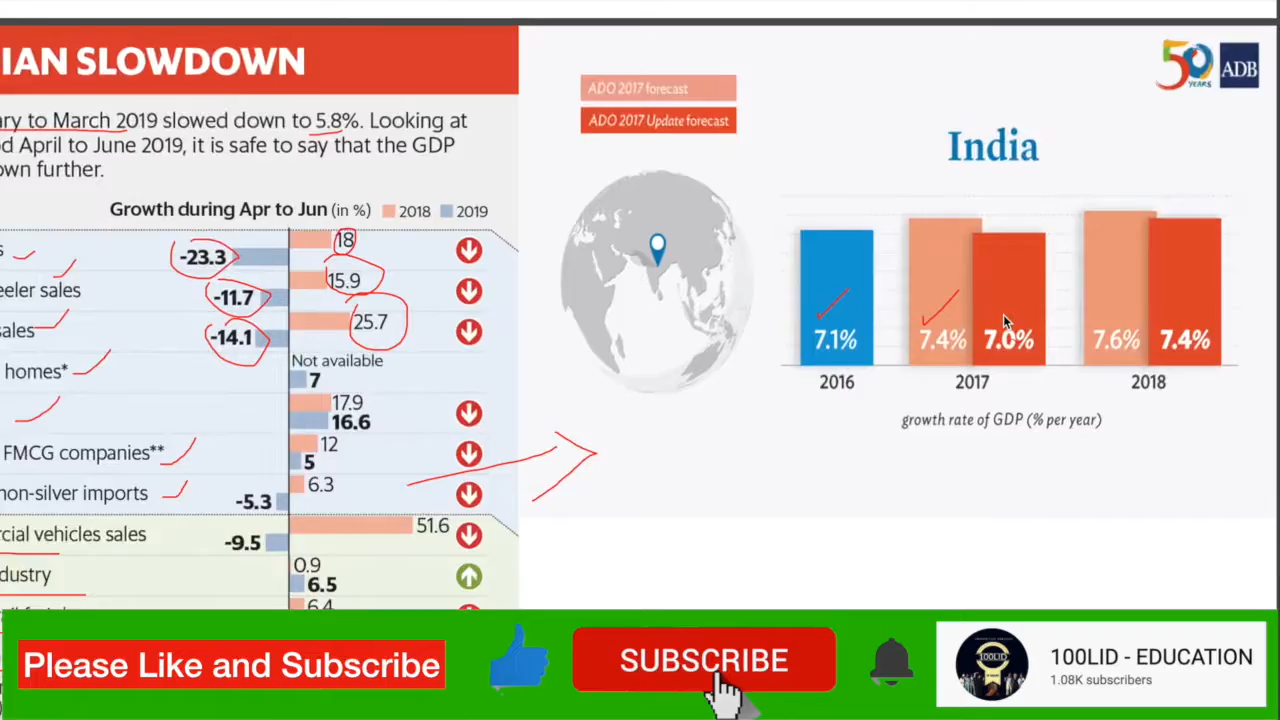 IAN SLOWDOWN
ary to March 2019 slowed down to 5.8%. Looking at
d April to June 2019, it is safe to say that the GDP
own further.
Growth during Apr to Jun (in %) 2018 2019
s -23.3 18
eeler sales -11.7 15.9
sales -14.1 25.7
homes* Not available
7
17.9
16.6
FMCG companies** 12
5
non-silver imports -5.3 6.3
cial vehicles sales -9.5 51.6
dustry 0.9
6.5
6.4
ADO 2017 forecast
ADO 2017 Update forecast
50 YEARS ADB
India
7.1% 7.4% 7.0% 7.6% 7.4%
2016 2017 2018
growth rate of GDP (% per year)
Please Like and Subscribe
SUBSCRIBE
100LID
100LID - EDUCATION
1.08K subscribers